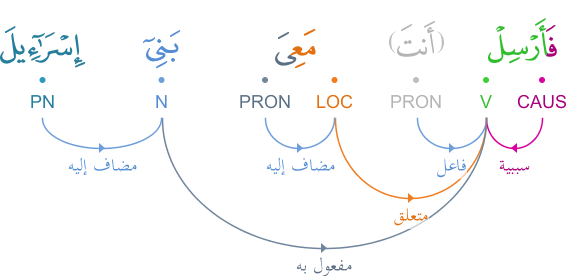 فَأَرْسِلْ (أَنتَ) مَعِىَ بَنِىٓ إِسْرَٰٓءِيلَ
CAUS V PRON LOC PRON N PN
سببية فاعل مضاف إليه مضاف إليه
متعلق
مفعول به